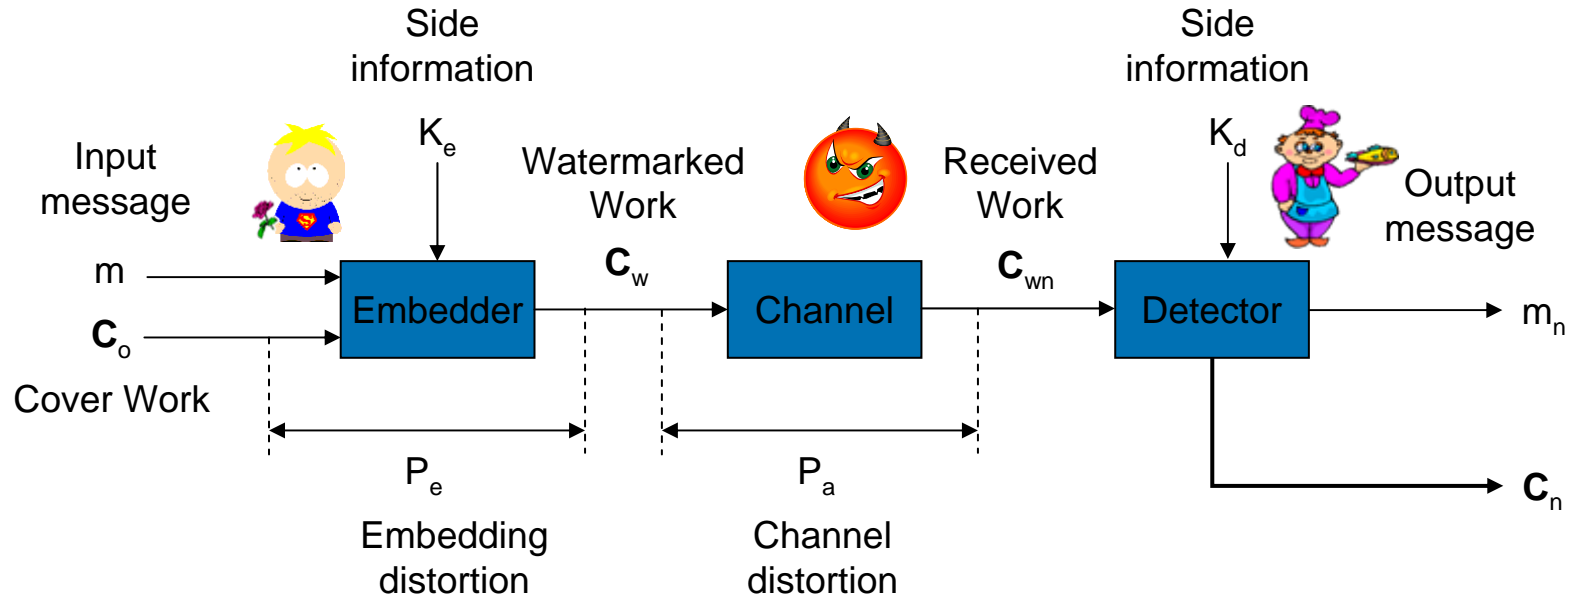 Side
information
Side
information
K_e
K_d
Input
message
Watermarked
Work
Received
Work
Output
message
m
C_o
Cover Work
Embedder
C_w
Channel
C_wn
Detector
m_n
C_n
P_e
Embedding
distortion
P_a
Channel
distortion
S